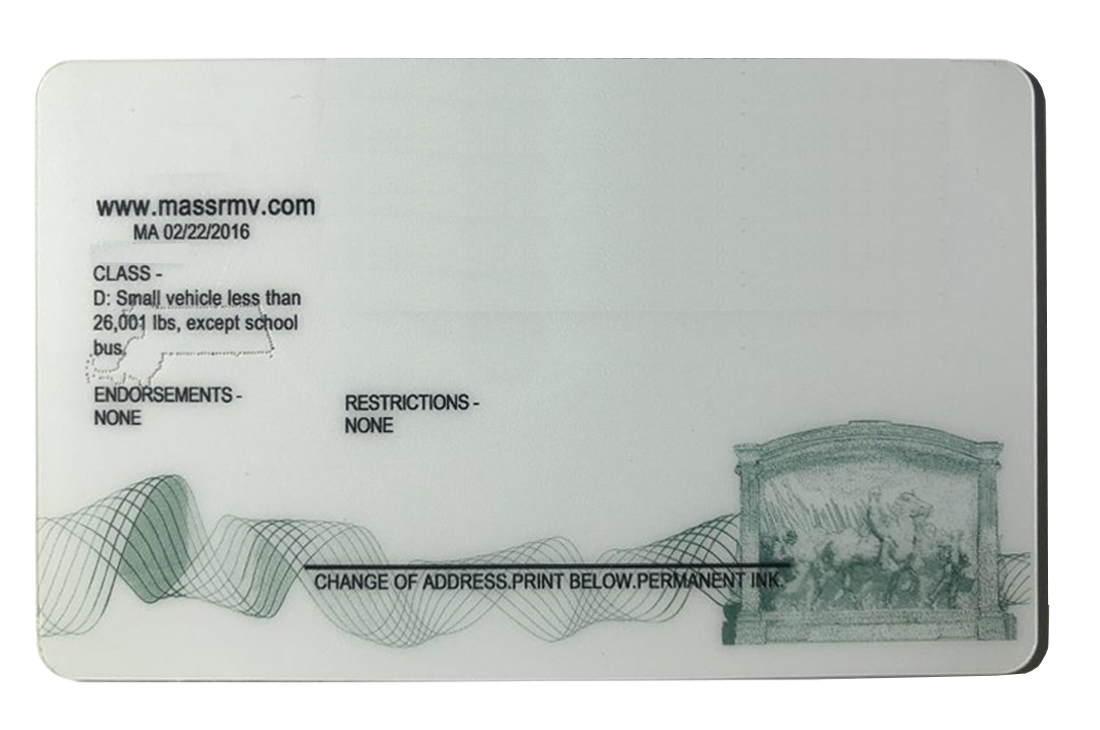 www.massrmv.com
MA 02/22/2016
CLASS -
D: Small vehicle less than
26,001 lbs, except school
bus.
ENDORSEMENTS -
NONE
RESTRICTIONS -
NONE
CHANGE OF ADDRESS.PRINT BELOW.PERMANENT INK.